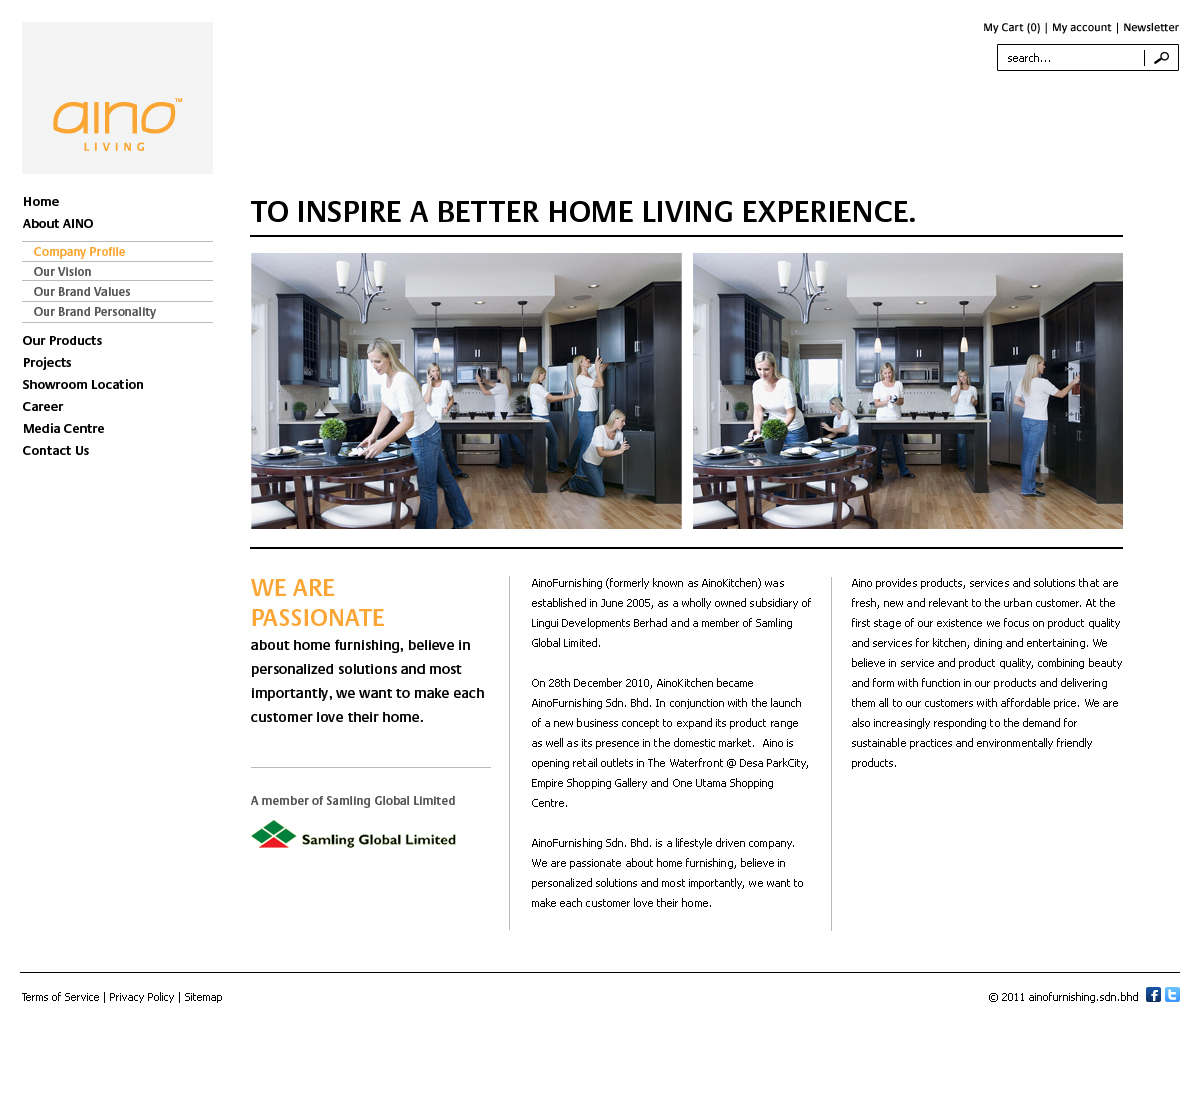 My Cart (0) | My account | Newsletter
search...
aino™
LIVING
Home
About AINO
Company Profile
Our Vision
Our Brand Values
Our Brand Personality
Our Products
Projects
Showroom Location
Career
Media Centre
Contact Us
TO INSPIRE A BETTER HOME LIVING EXPERIENCE.
WE ARE
PASSIONATE
about home furnishing, believe in
personalized solutions and most
importantly, we want to make each
customer love their home.
A member of Samling Global Limited
Samling Global Limited
AinoFurnishing (formerly known as AinoKitchen) was
established in June 2005, as a wholly owned subsidiary of
Lingui Developments Berhad and a member of Samling
Global Limited.
On 28th December 2010, AinoKitchen became
AinoFurnishing Sdn. Bhd. In conjunction with the launch
of a new business concept to expand its product range
as well as its presence in the domestic market.  Aino is
opening retail outlets in The Waterfront @ Desa ParkCity,
Empire Shopping Gallery and One Utama Shopping
Centre.
AinoFurnishing Sdn. Bhd. is a lifestyle driven company.
We are passionate about home furnishing, believe in
personalized solutions and most importantly, we want to
make each customer love their home.
Aino provides products, services and solutions that are
fresh, new and relevant to the urban customer. At the
first stage of our existence we focus on product quality
and services for kitchen, dining and entertaining. We
believe in service and product quality, combining beauty
and form with function in our products and delivering
them all to our customers with affordable price. We are
also increasingly responding to the demand for
sustainable practices and environmentally friendly
products.
Terms of Service | Privacy Policy | Sitemap
© 2011 ainofurnishing.sdn.bhd